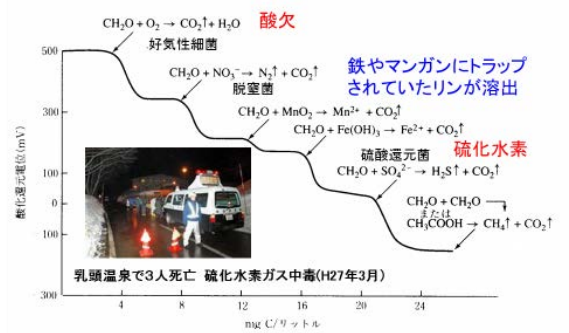 CH₂O + O₂ → CO₂↑ + H₂O
酸欠
好気性細菌
CH₂O + NO₃⁻ → N₂↑ + CO₂↑
脱窒菌
鉄やマンガンにトラップ
されていたリンが溶出
CH₂O + MnO₂ → Mn²⁺ + CO₂↑
CH₂O + Fe(OH)₃ → Fe²⁺ + CO₂↑
硫酸還元菌
硫化水素
CH₂O + SO₄²⁻ → H₂S↑ + CO₂↑
CH₂O + CH₂O
または
CH₃COOH → CH₄↑ + CO₂↑
乳頭温泉で3人死亡 硫化水素ガス中毒(H27年3月)
酸化還元電位(mV)
500
300
100
0
100
300
4
8
12
16
20
24
mg C/リットル